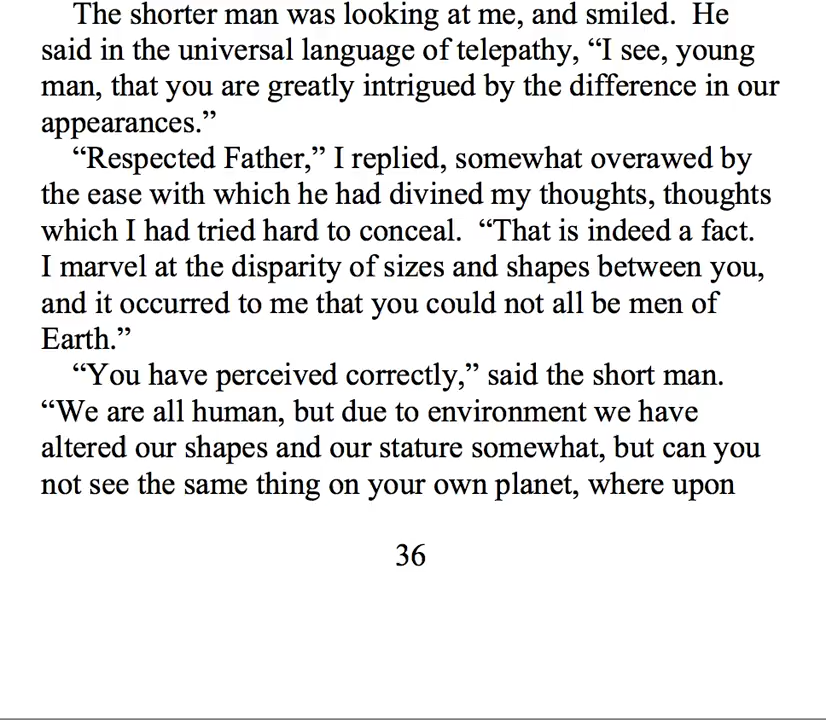 The shorter man was looking at me, and smiled.  He
said in the universal language of telepathy, “I see, young
man, that you are greatly intrigued by the difference in our
appearances.”
“Respected Father,” I replied, somewhat overawed by
the ease with which he had divined my thoughts, thoughts
which I had tried hard to conceal.  “That is indeed a fact.
I marvel at the disparity of sizes and shapes between you,
and it occurred to me that you could not all be men of
Earth.”
“You have perceived correctly,” said the short man.
“We are all human, but due to environment we have
altered our shapes and our stature somewhat, but can you
not see the same thing on your own planet, where upon
36